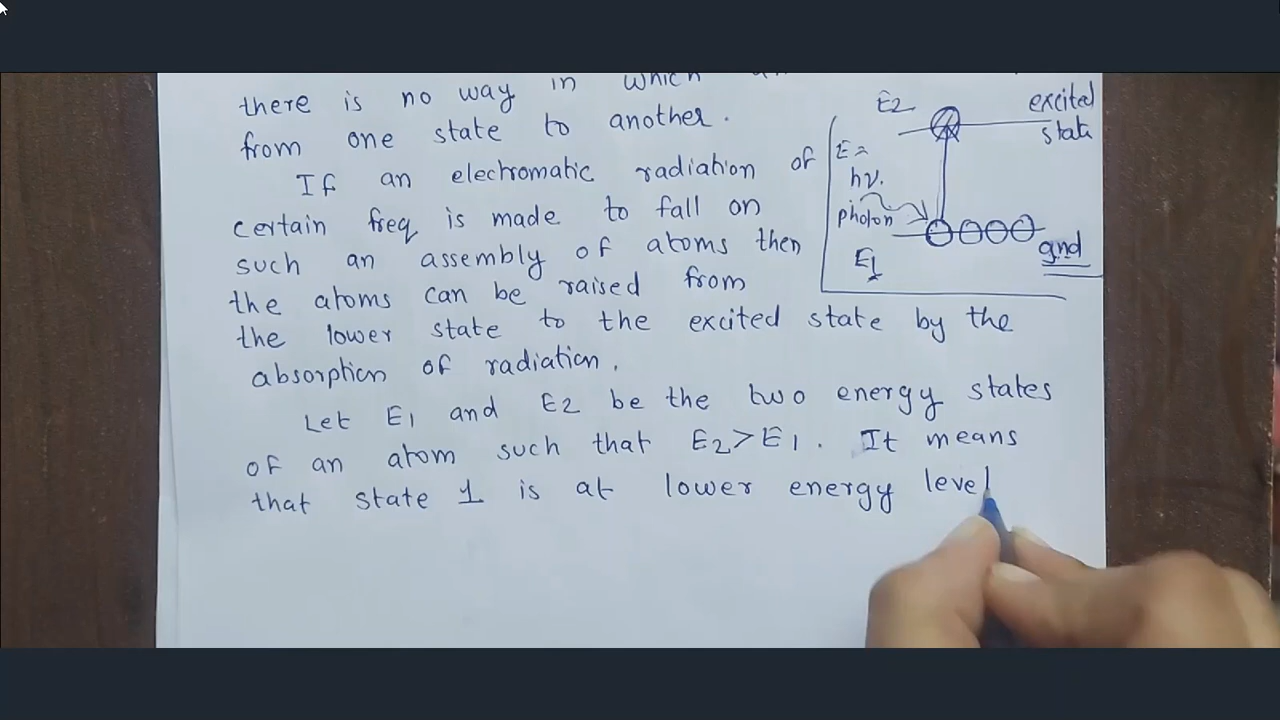 there is no way in which
from one state to another.
If an electromatic radiation of
certain freq is made to fall on
such an assembly of atoms then
the atoms can be raised from
the lower state to the excited state by the
absorption of radiation.
Let E1 and E2 be the two energy states
of an atom such that E2>E1. It means
that state 1 is at lower energy level
E2
excited
state
E=
hν.
photon
E1
gnd